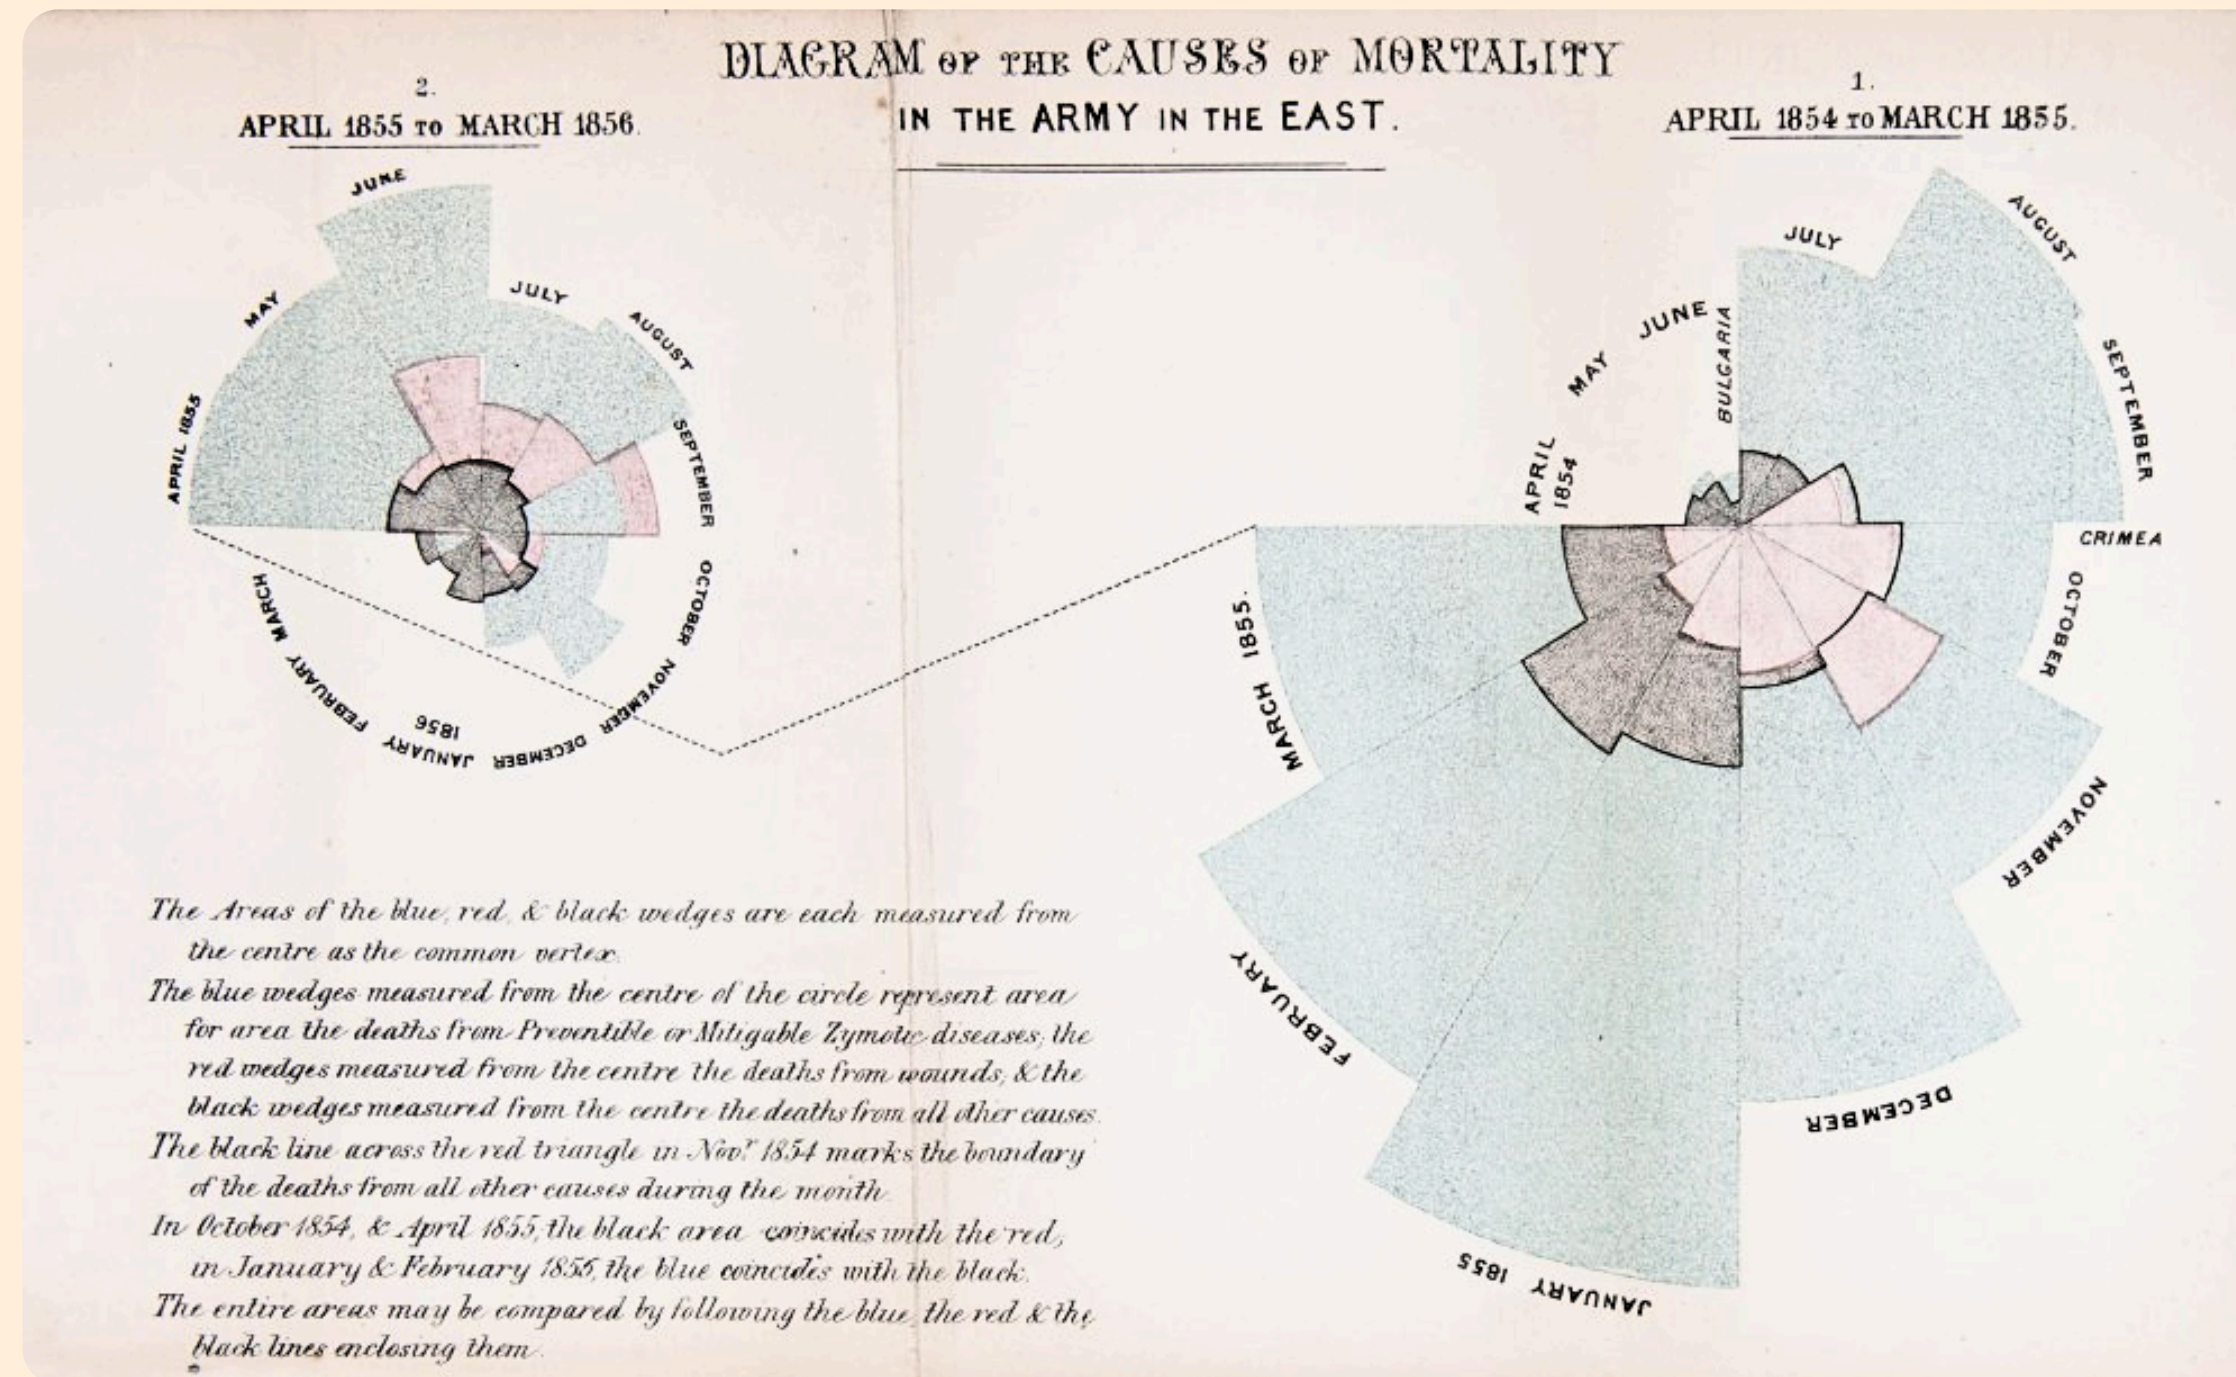 DIAGRAM OF THE CAUSES OF MORTALITY
IN THE ARMY IN THE EAST.
2.
APRIL 1855 TO MARCH 1856.
1.
APRIL 1854 TO MARCH 1855.
APRIL 1855
MAY
JUNE
JULY
AUGUST
SEPTEMBER
OCTOBER
NOVEMBER
DECEMBER
JANUARY
1856
FEBRUARY
MARCH
APRIL
1854
MAY
JUNE
BULGARIA
JULY
AUGUST
SEPTEMBER
CRIMEA
OCTOBER
NOVEMBER
DECEMBER
JANUARY 1855
FEBRUARY
MARCH 1855.
The Areas of the blue, red, & black wedges are each measured from
the centre as the common vertex.
The blue wedges measured from the centre of the circle represent area
for area the deaths from Preventible or Mitigable Zymotic diseases; the
red wedges measured from the centre the deaths from wounds; & the
black wedges measured from the centre the deaths from all other causes.
The black line across the red triangle in Novr. 1854 marks the boundary
of the deaths from all other causes during the month.
In October 1854, & April 1855, the black area coincides with the red;
in January & February 1855, the blue coincides with the black.
The entire areas may be compared by following the blue, the red & the
black lines enclosing them.